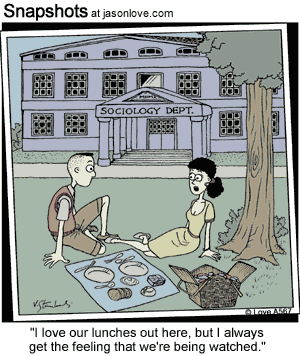 Snapshots at jasonlove.com
SOCIOLOGY DEPT.
© Love A567
"I love our lunches out here, but I always
get the feeling that we're being watched."